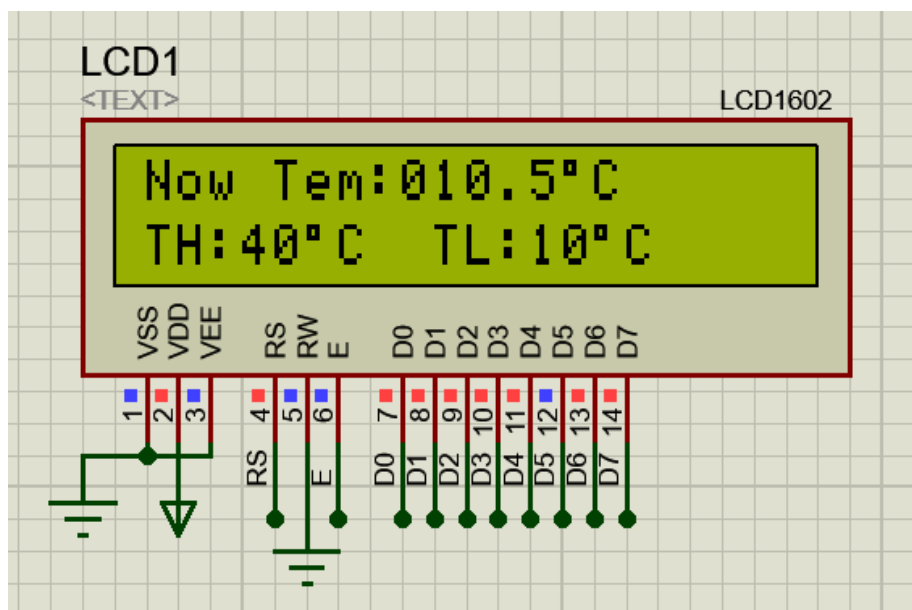 LCD1
<TEXT>
LCD1602
Now Tem:010.5°C
TH:40°C TL:10°C
VSS VDD VEE RS RW E D0 D1 D2 D3 D4 D5 D6 D7
1 2 3 4 5 6 7 8 9 10 11 12 13 14
RS E D0 D1 D2 D3 D4 D5 D6 D7